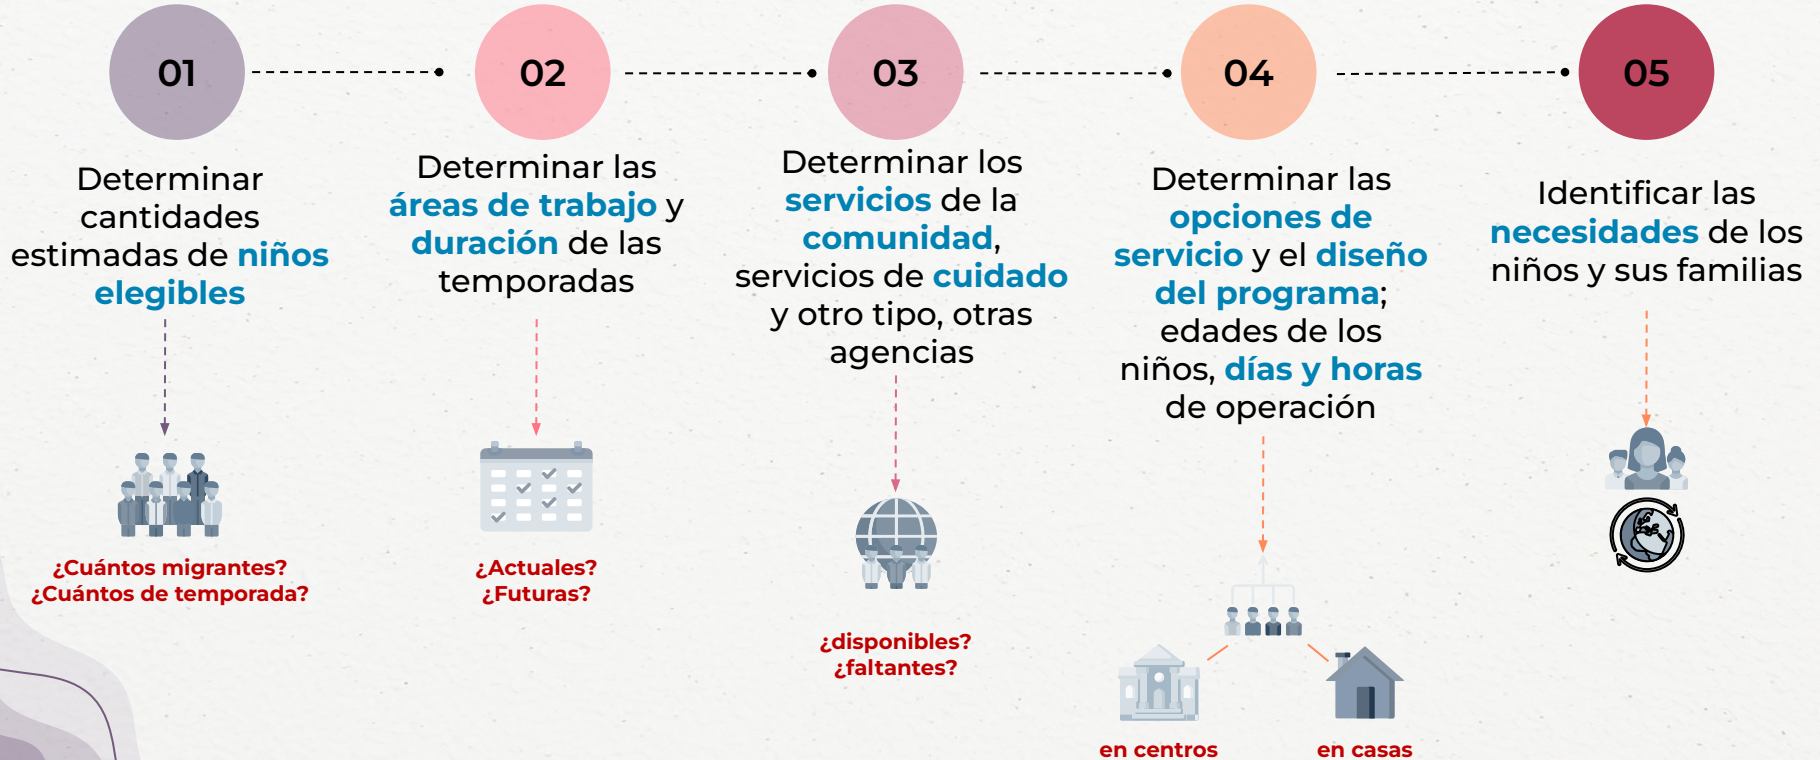 01
Determinar
cantidades
estimadas de niños
elegibles
¿Cuántos migrantes?
¿Cuántos de temporada?
02
Determinar las
áreas de trabajo y
duración de las
temporadas
¿Actuales?
¿Futuras?
03
Determinar los
servicios de la
comunidad,
servicios de cuidado
y otro tipo, otras
agencias
¿disponibles?
¿faltantes?
04
Determinar las
opciones de
servicio y el diseño
del programa;
edades de los
niños, días y horas
de operación
en centros
en casas
05
Identificar las
necesidades de los
niños y sus familias